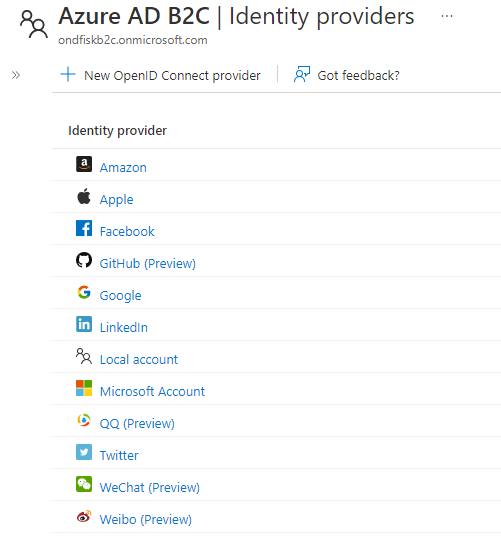 Azure AD B2C | Identity providers ...
ondfiskb2c.onmicrosoft.com
» + New OpenID Connect provider | Got feedback?
Identity provider
a Amazon
Apple
f Facebook
GitHub (Preview)
G Google
in LinkedIn
Local account
Microsoft Account
QQ (Preview)
Twitter
WeChat (Preview)
Weibo (Preview)